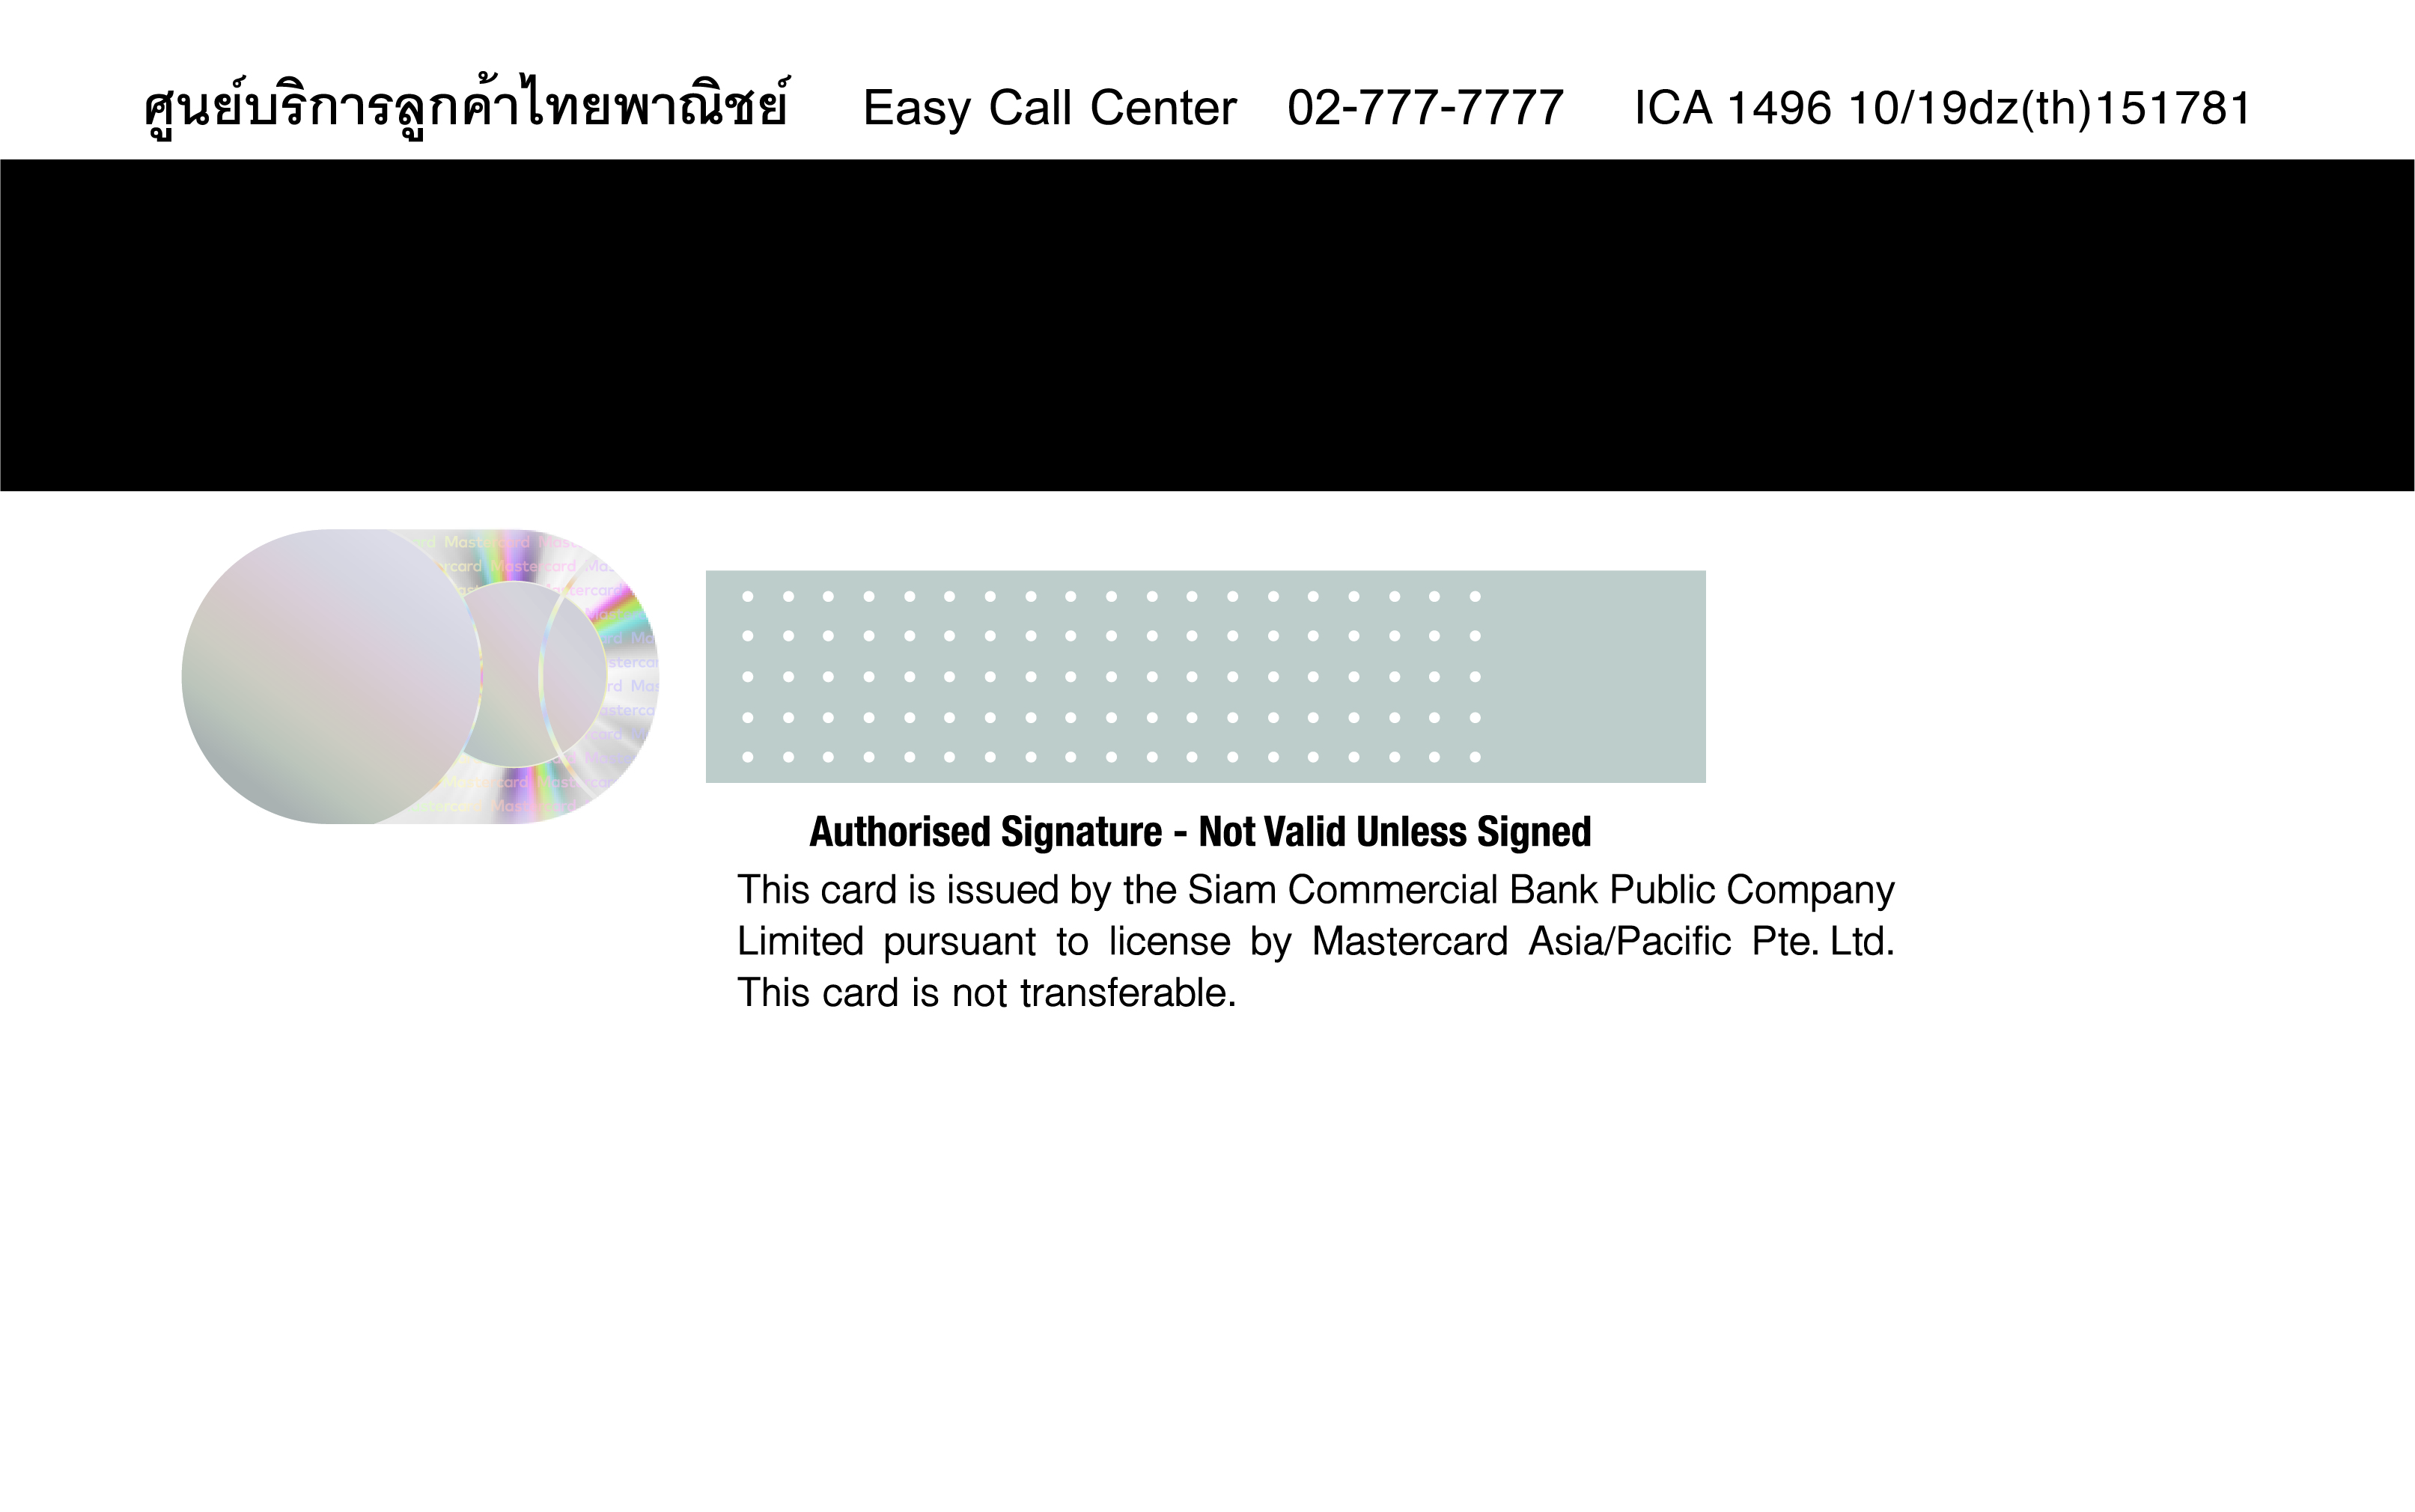 ศูนย์บริการลูกค้าไทยพาณิชย์ Easy Call Center 02-777-7777 ICA 1496 10/19dz(th)151781
Mastercard Mastercard
Authorised Signature - Not Valid Unless Signed
This card is issued by the Siam Commercial Bank Public Company
Limited pursuant to license by Mastercard Asia/Pacific Pte. Ltd.
This card is not transferable.